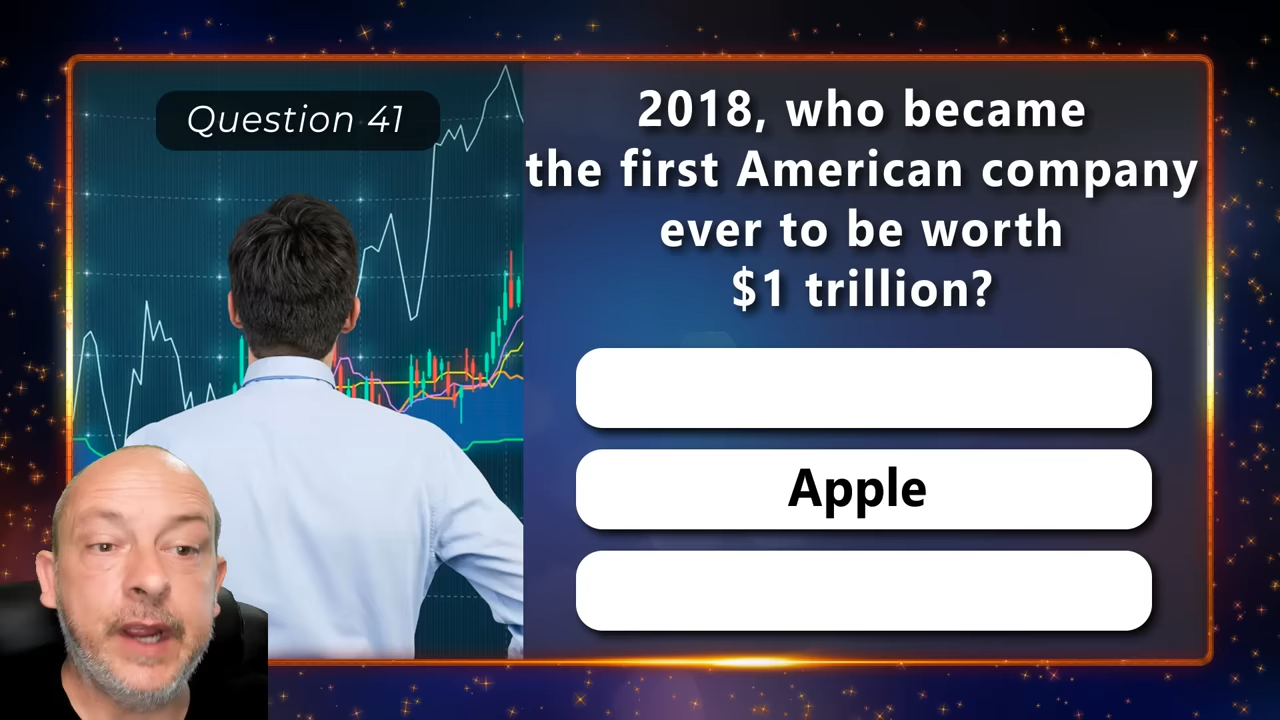 Question 41
2018, who became
the first American company
ever to be worth
$1 trillion?
Apple